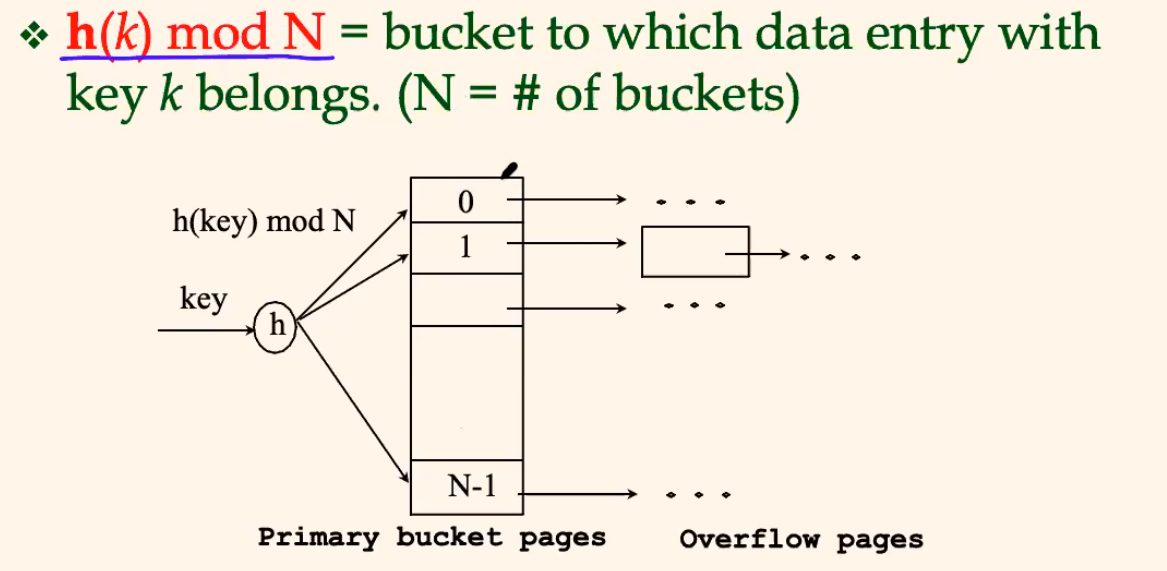 ❖ h(k) mod N = bucket to which data entry with
key k belongs. (N = # of buckets)
h(key) mod N
key
h
0
1
N-1
. . .
. . .
. . .
. . .
Primary bucket pages
Overflow pages